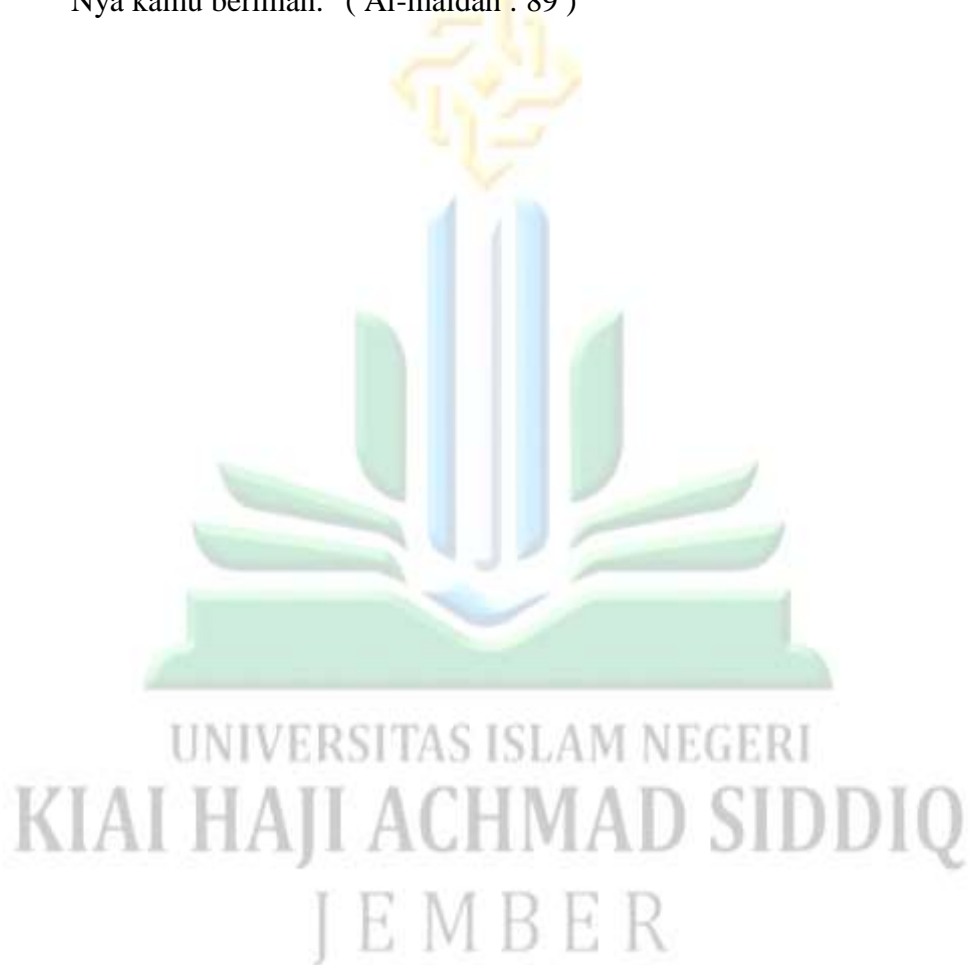 Nya kamu beriman.” ( Al-maidah : 89 )
UNIVERSITAS ISLAM NEGERI
KIAI HAJI ACHMAD SIDDIQ
JEMBER